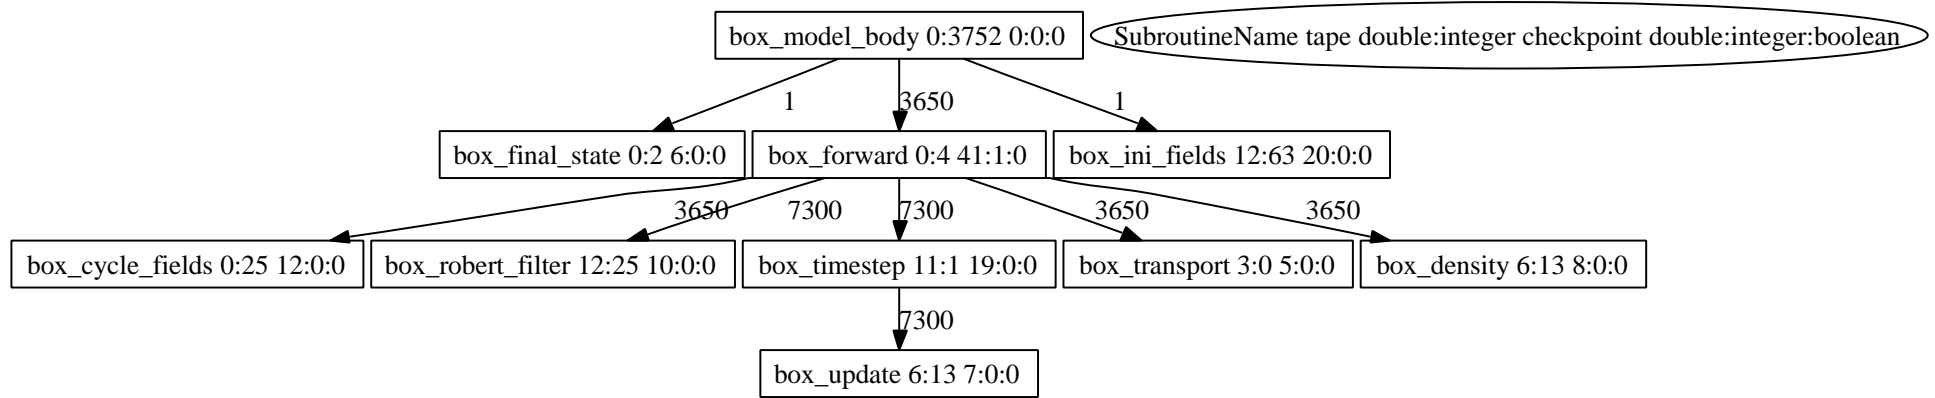 box_model_body 0:3752 0:0:0
SubroutineName tape double:integer checkpoint double:integer:boolean
1
3650
1
box_final_state 0:2 6:0:0
box_forward 0:4 41:1:0
box_ini_fields 12:63 20:0:0
3650
7300
7300
3650
3650
box_cycle_fields 0:25 12:0:0
box_robert_filter 12:25 10:0:0
box_timestep 11:1 19:0:0
box_transport 3:0 5:0:0
box_density 6:13 8:0:0
7300
box_update 6:13 7:0:0